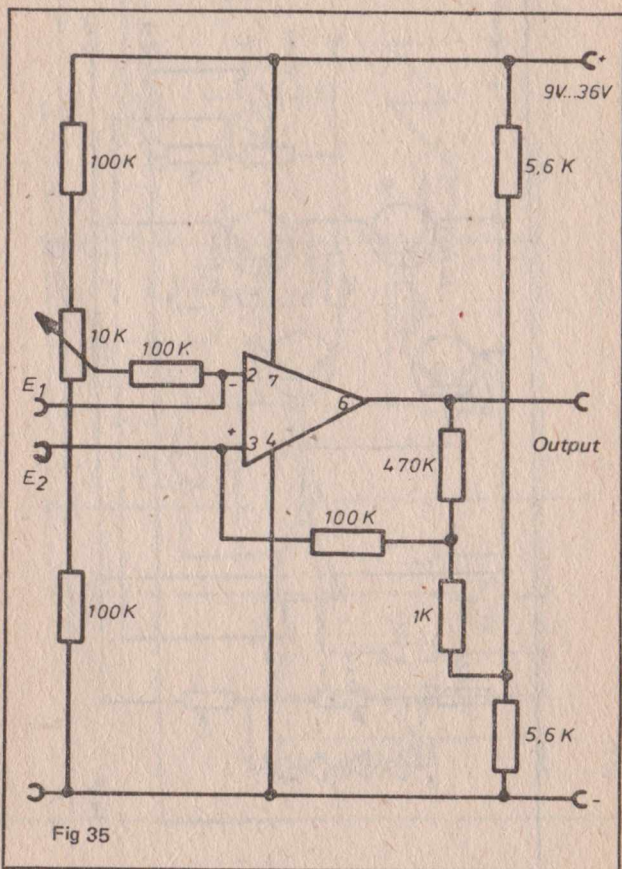 +
9V...36V
100K
5,6 K
10K
100K
E1
2
7
-
6
+
3
4
E2
Output
470K
100K
100K
1K
5,6 K
-
Fig 35